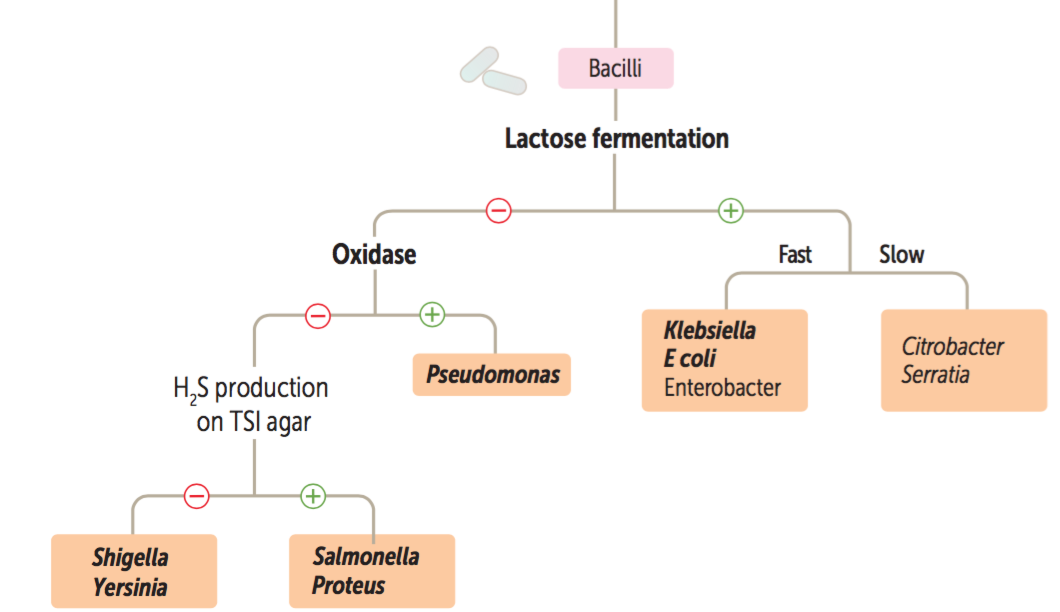 Bacilli
Lactose fermentation
−
+
Oxidase
Fast
Slow
−
+
Klebsiella
E coli
Enterobacter
Citrobacter
Serratia
Pseudomonas
H₂S production
on TSI agar
−
+
Shigella
Yersinia
Salmonella
Proteus